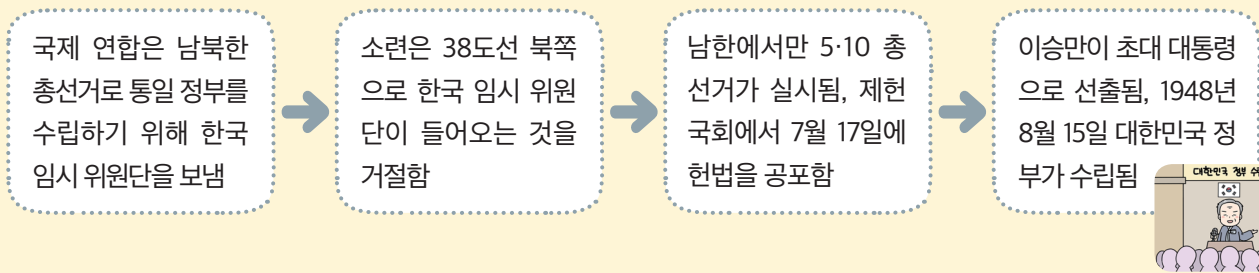 국제 연합은 남북한
총선거로 통일 정부를
수립하기 위해 한국
임시 위원단을 보냄
소련은 38도선 북쪽
으로 한국 임시 위원
단이 들어오는 것을
거절함
남한에서만 5·10 총
선거가 실시됨, 제헌
국회에서 7월 17일에
헌법을 공포함
이승만이 초대 대통령
으로 선출됨, 1948년
8월 15일 대한민국 정
부가 수립됨
대한민국 정부 수